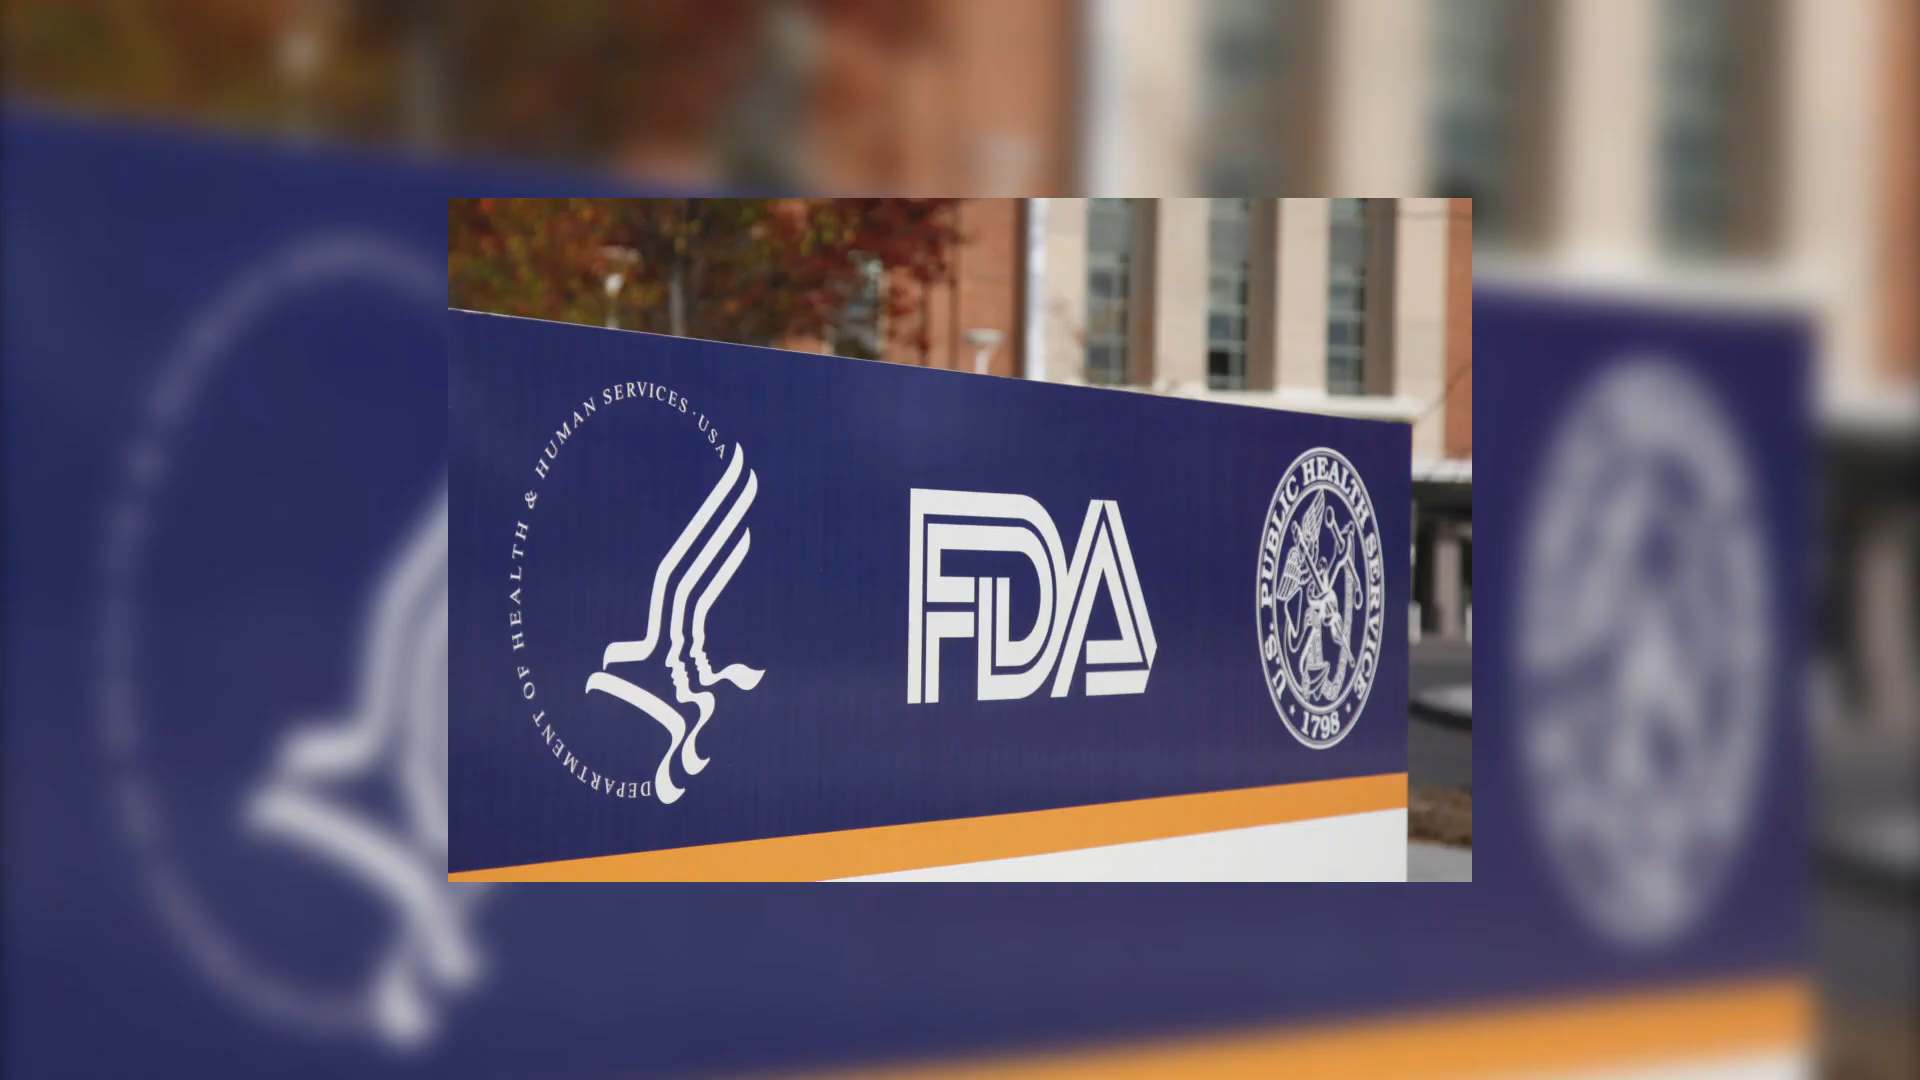 DEPARTMENT OF HEALTH & HUMAN SERVICES · USA
FDA
U.S. PUBLIC HEALTH SERVICE
· 1798 ·